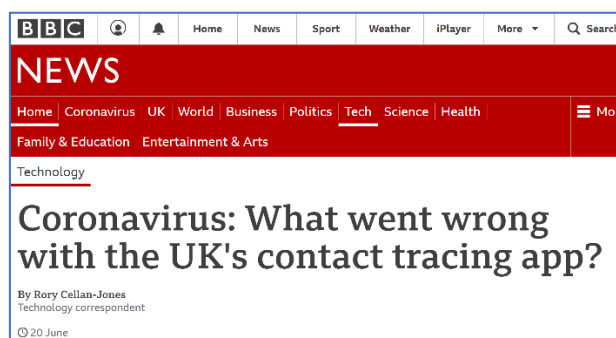 BBC Home News Sport Weather iPlayer More Search
NEWS
Home Coronavirus UK World Business Politics Tech Science Health
Family & Education Entertainment & Arts
Technology
Coronavirus: What went wrong
with the UK's contact tracing app?
By Rory Cellan-Jones
Technology correspondent
20 June